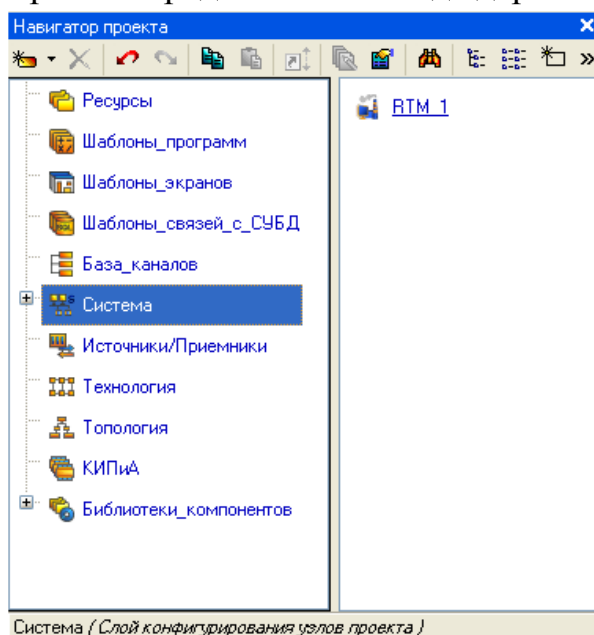 Навигатор проекта
Ресурсы
RTM_1
Шаблоны_программ
Шаблоны_экранов
Шаблоны_связей_с_СУБД
База_каналов
Система
Источники/Приемники
Технология
Топология
КИПиА
Библиотеки_компонентов
Система ( Слой конфигурирования узлов проекта )